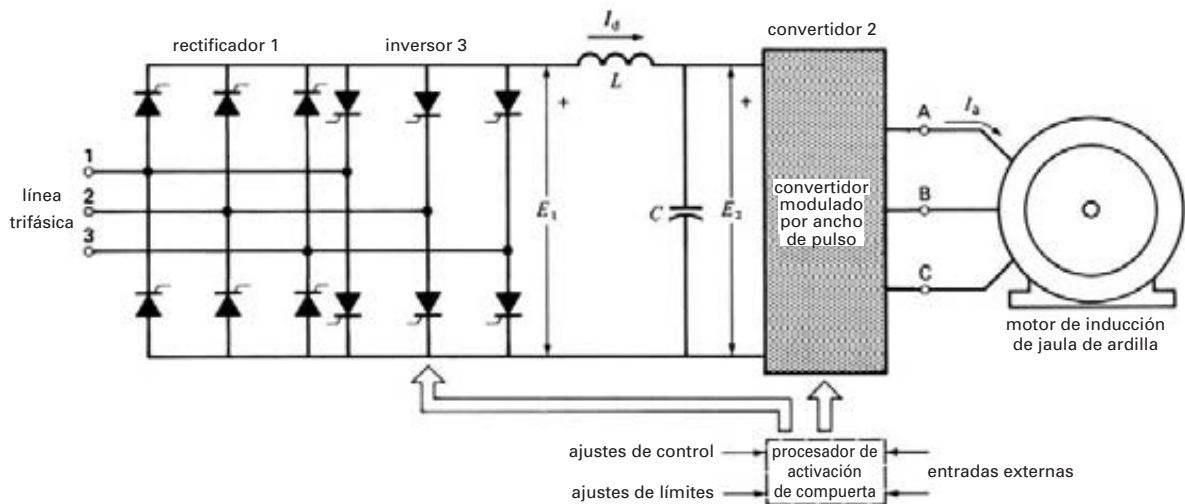 rectificador 1
inversor 3
I_d
convertidor 2
L
+
+
A
I_a
1
línea
trifásica
2
3
E_1
C
E_2
convertidor
modulado
por ancho
de pulso
B
C
motor de inducción
de jaula de ardilla
ajustes de control
procesador de
activación
de compuerta
entradas externas
ajustes de límites